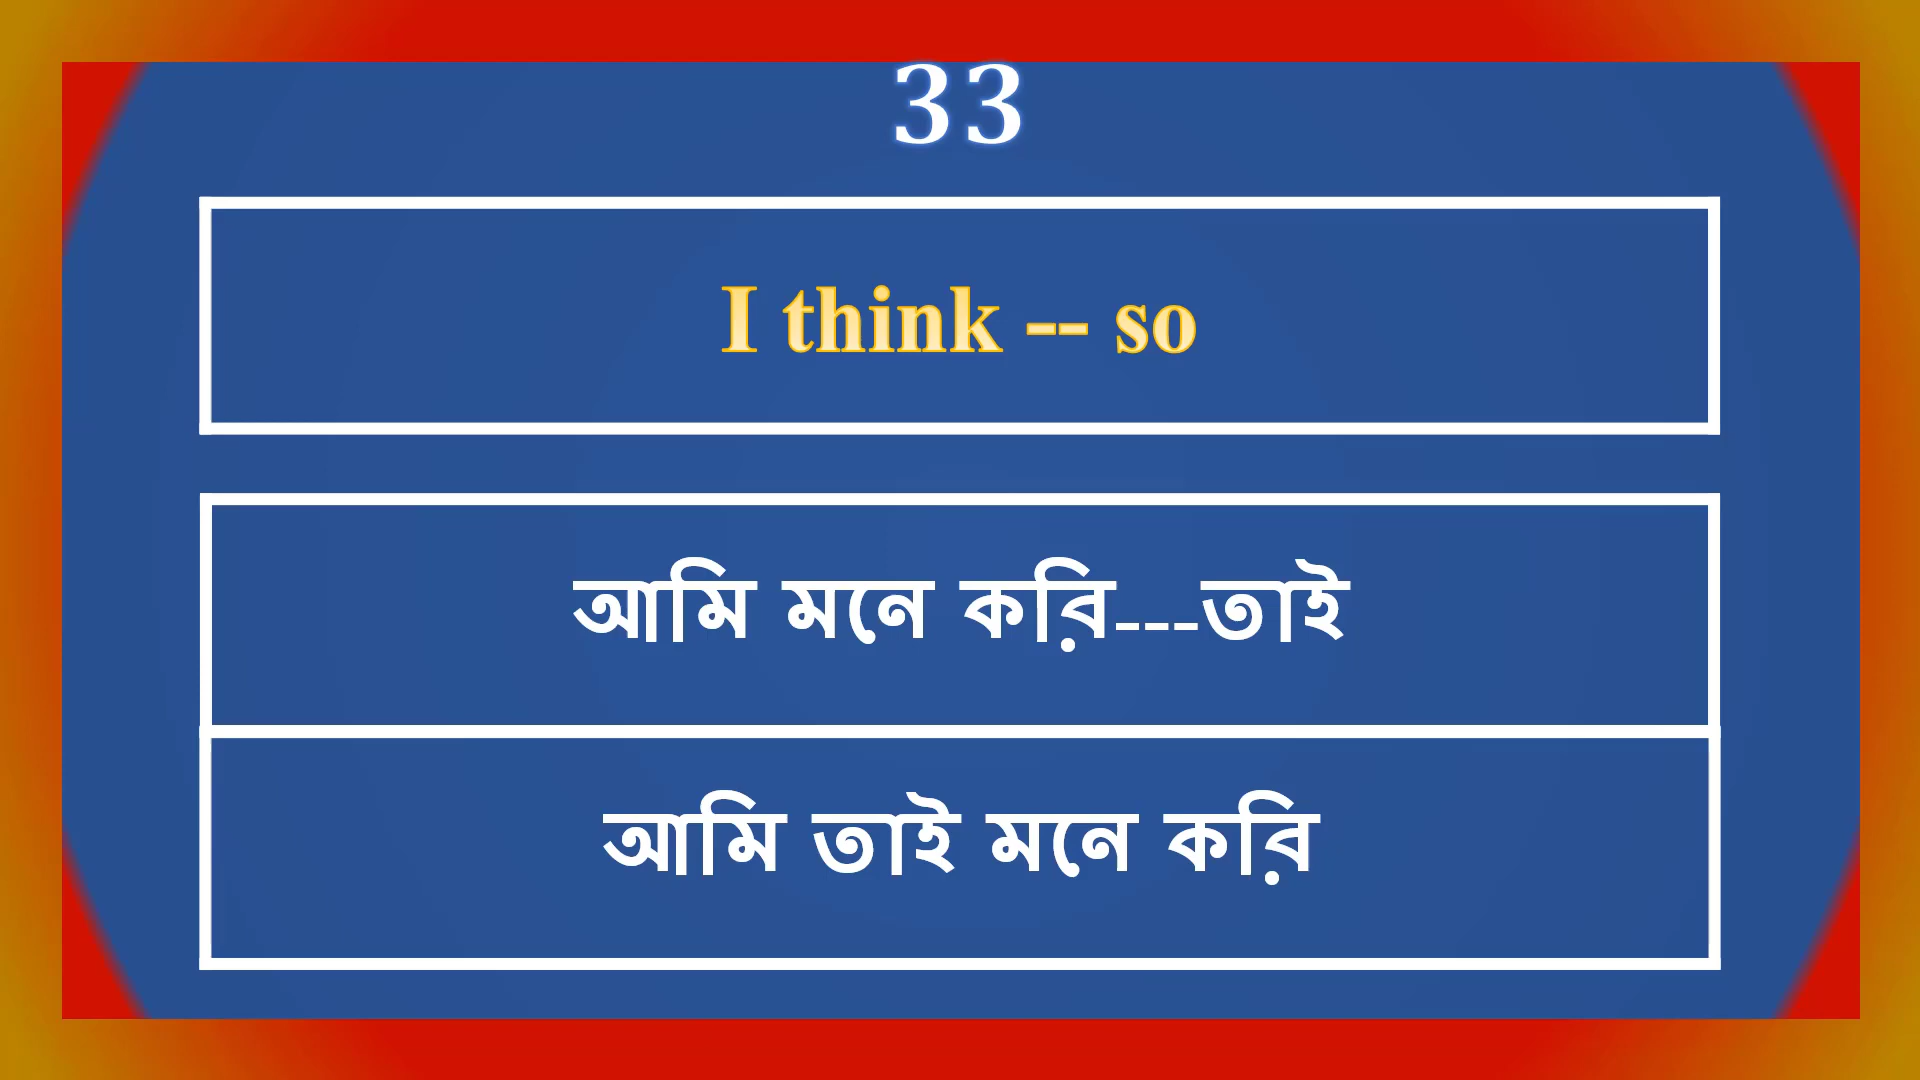 33
I think -- so
আমি মনে করি---তাই
আমি তাই মনে করি